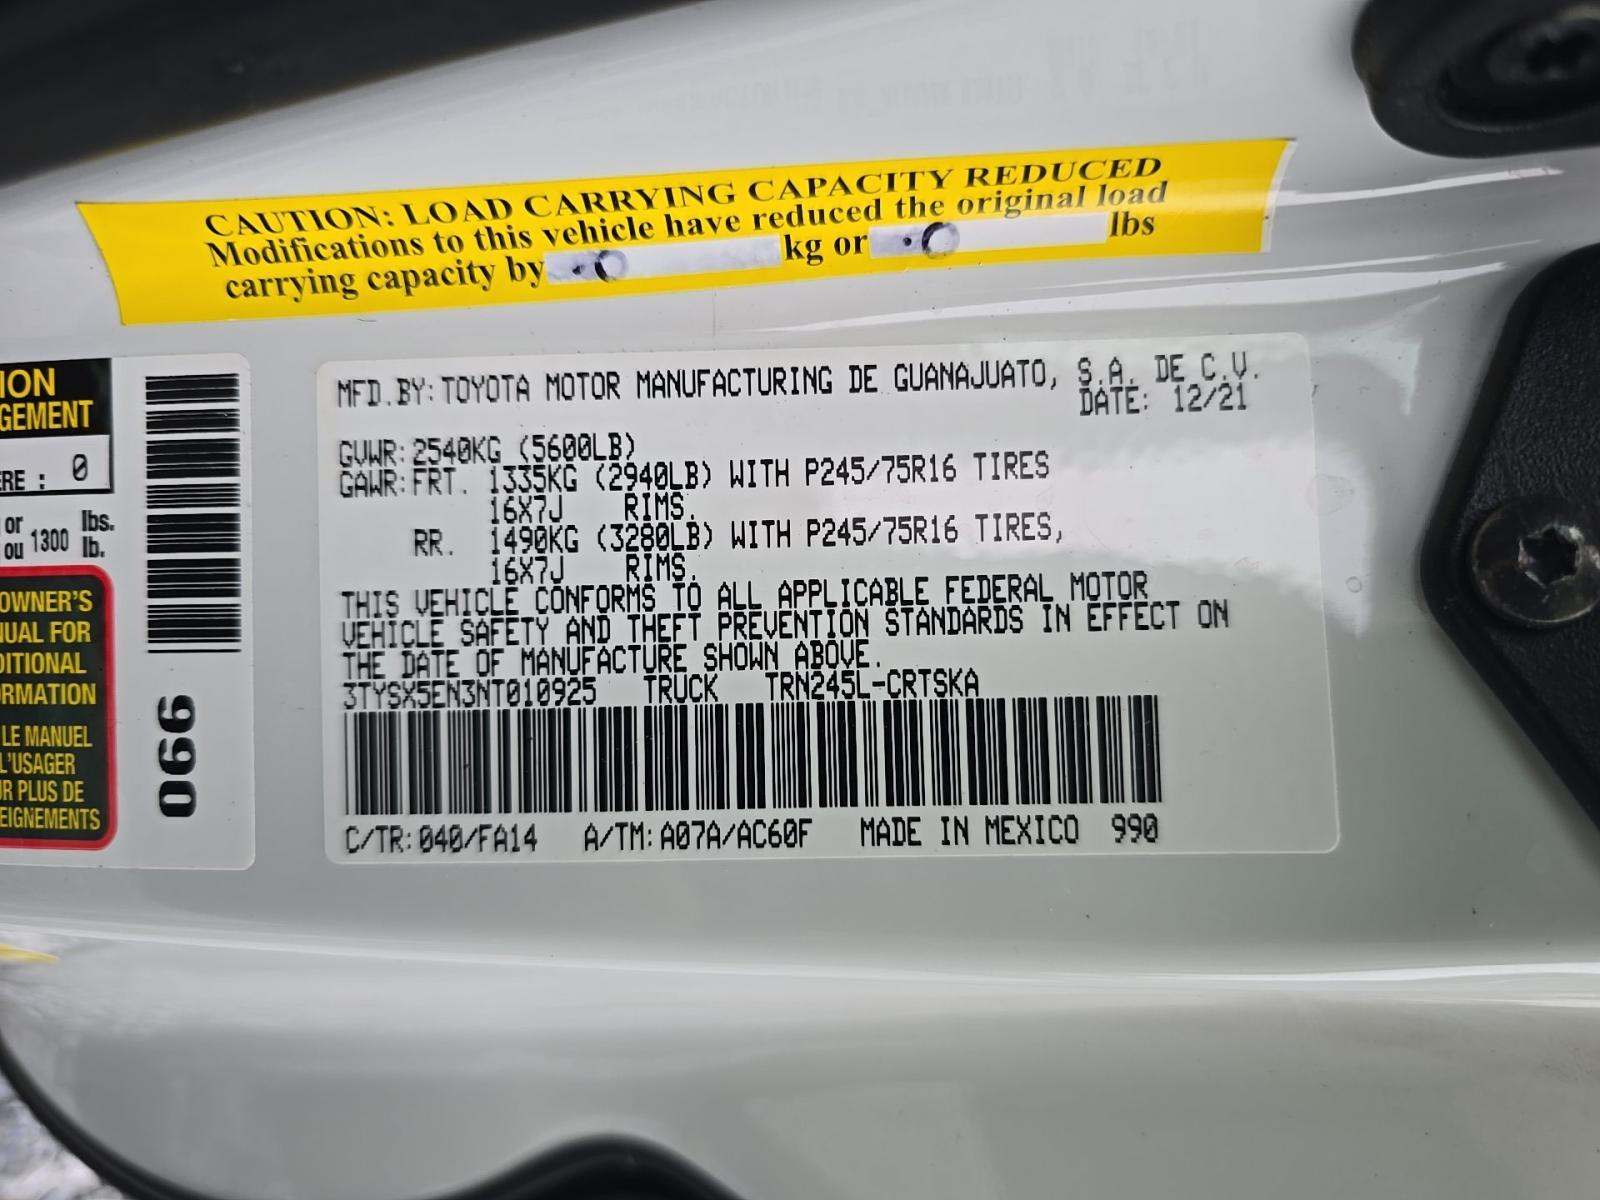 CAUTION: LOAD CARRYING CAPACITY REDUCED
Modifications to this vehicle have reduced the original load
carrying capacity by .0 kg or .0 lbs
ION
GEMENT
ERE : 0
or 1300 lbs.
ou lb.
OWNER'S
NUAL FOR
DITIONAL
ORMATION
LE MANUEL
L'USAGER
R PLUS DE
EIGNEMENTS
990
MFD.BY:TOYOTA MOTOR MANUFACTURING DE GUANAJUATO, S.A. DE C.V.
DATE: 12/21
GVWR:2540KG (5600LB)
GAWR:FRT. 1335KG (2940LB) WITH P245/75R16 TIRES
16X7J RIMS.
RR. 1490KG (3280LB) WITH P245/75R16 TIRES,
16X7J RIMS.
THIS VEHICLE CONFORMS TO ALL APPLICABLE FEDERAL MOTOR
VEHICLE SAFETY AND THEFT PREVENTION STANDARDS IN EFFECT ON
THE DATE OF MANUFACTURE SHOWN ABOVE.
3TYSX5EN3NT010925 TRUCK TRN245L-CRTSKA
C/TR:040/FA14 A/TM:A07A/AC60F MADE IN MEXICO 990